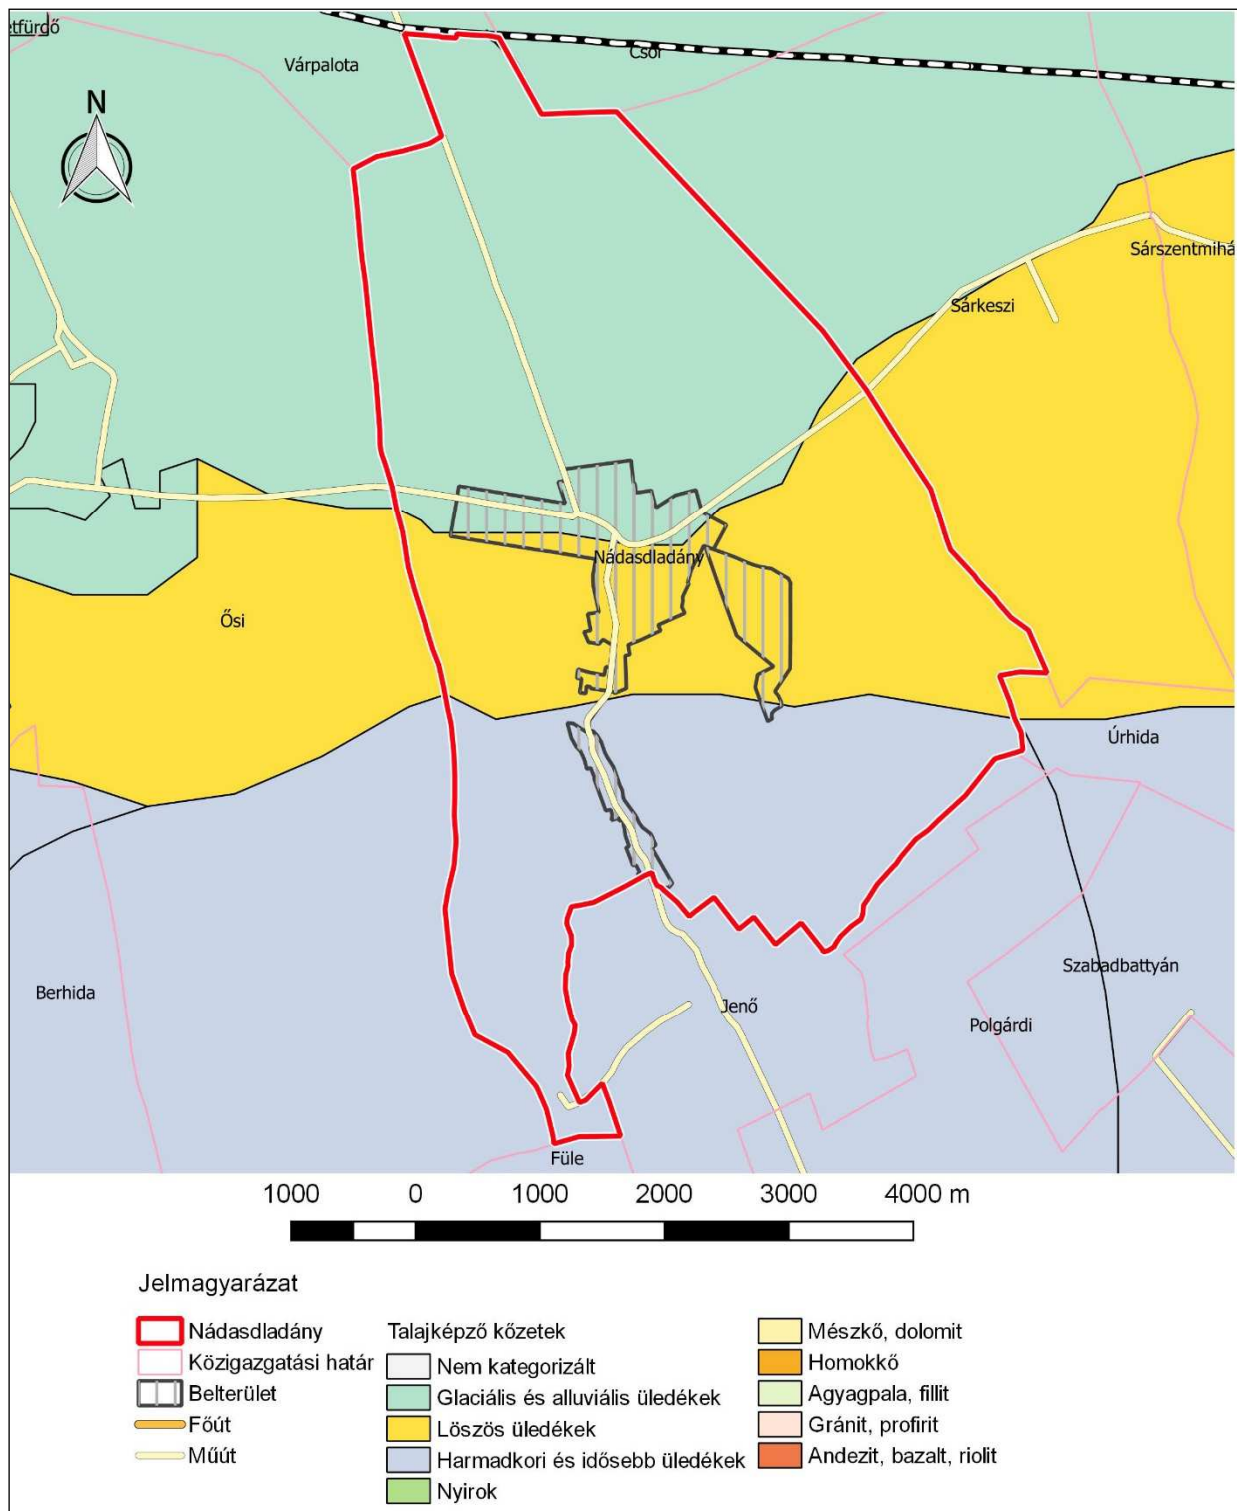 etfürdő
Várpalota
Csór
N
Sárszentmihá
Sárkeszi
Nádasdladány
Ősi
Úrhida
Szabadbattyán
Berhida
Jenő
Polgárdi
Füle
1000 0 1000 2000 3000 4000 m
Jelmagyarázat
Nádasdladány
Közigazgatási határ
Belterület
Főút
Műút
Talajképző kőzetek
Nem kategorizált
Glaciális és alluviális üledékek
Löszös üledékek
Harmadkori és idősebb üledékek
Nyirok
Mészkő, dolomit
Homokkő
Agyagpala, fillit
Gránit, profirit
Andezit, bazalt, riolit